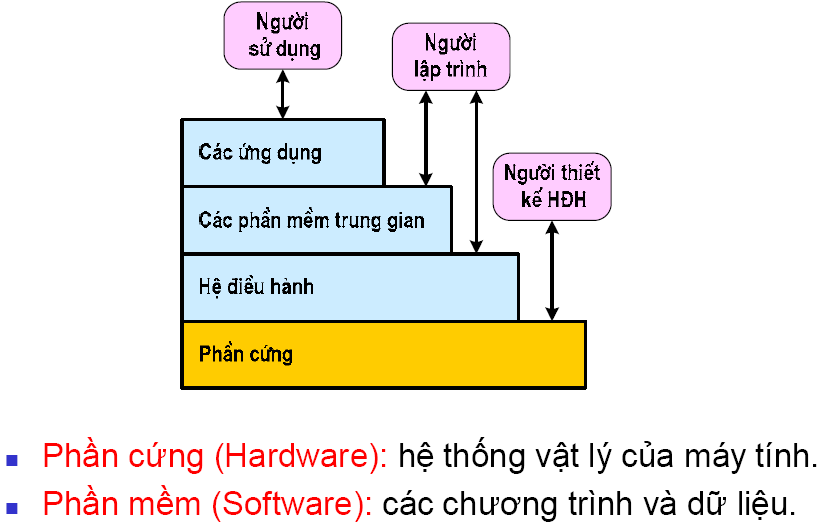 Người
sử dụng
Người
lập trình
Các ứng dụng
Người thiết
kế HĐH
Các phần mềm trung gian
Hệ điều hành
Phần cứng
Phần cứng (Hardware): hệ thống vật lý của máy tính.
Phần mềm (Software): các chương trình và dữ liệu.